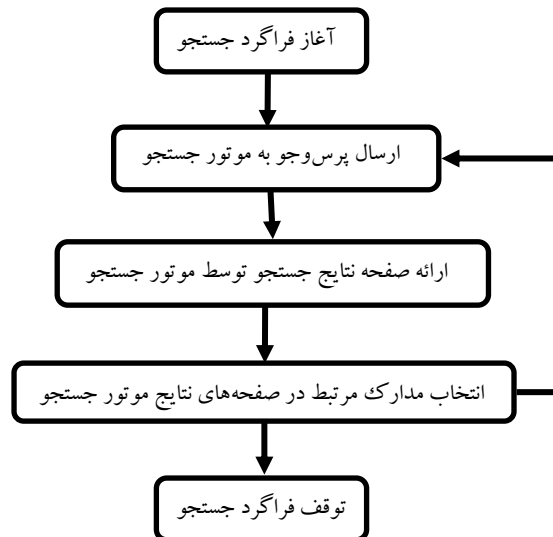 آغاز فراگرد جستجو
ارسال پرس‌وجو به موتور جستجو
ارائه صفحه نتایج جستجو توسط موتور جستجو
انتخاب مدارک مرتبط در صفحه‌های نتایج موتور جستجو
توقف فراگرد جستجو